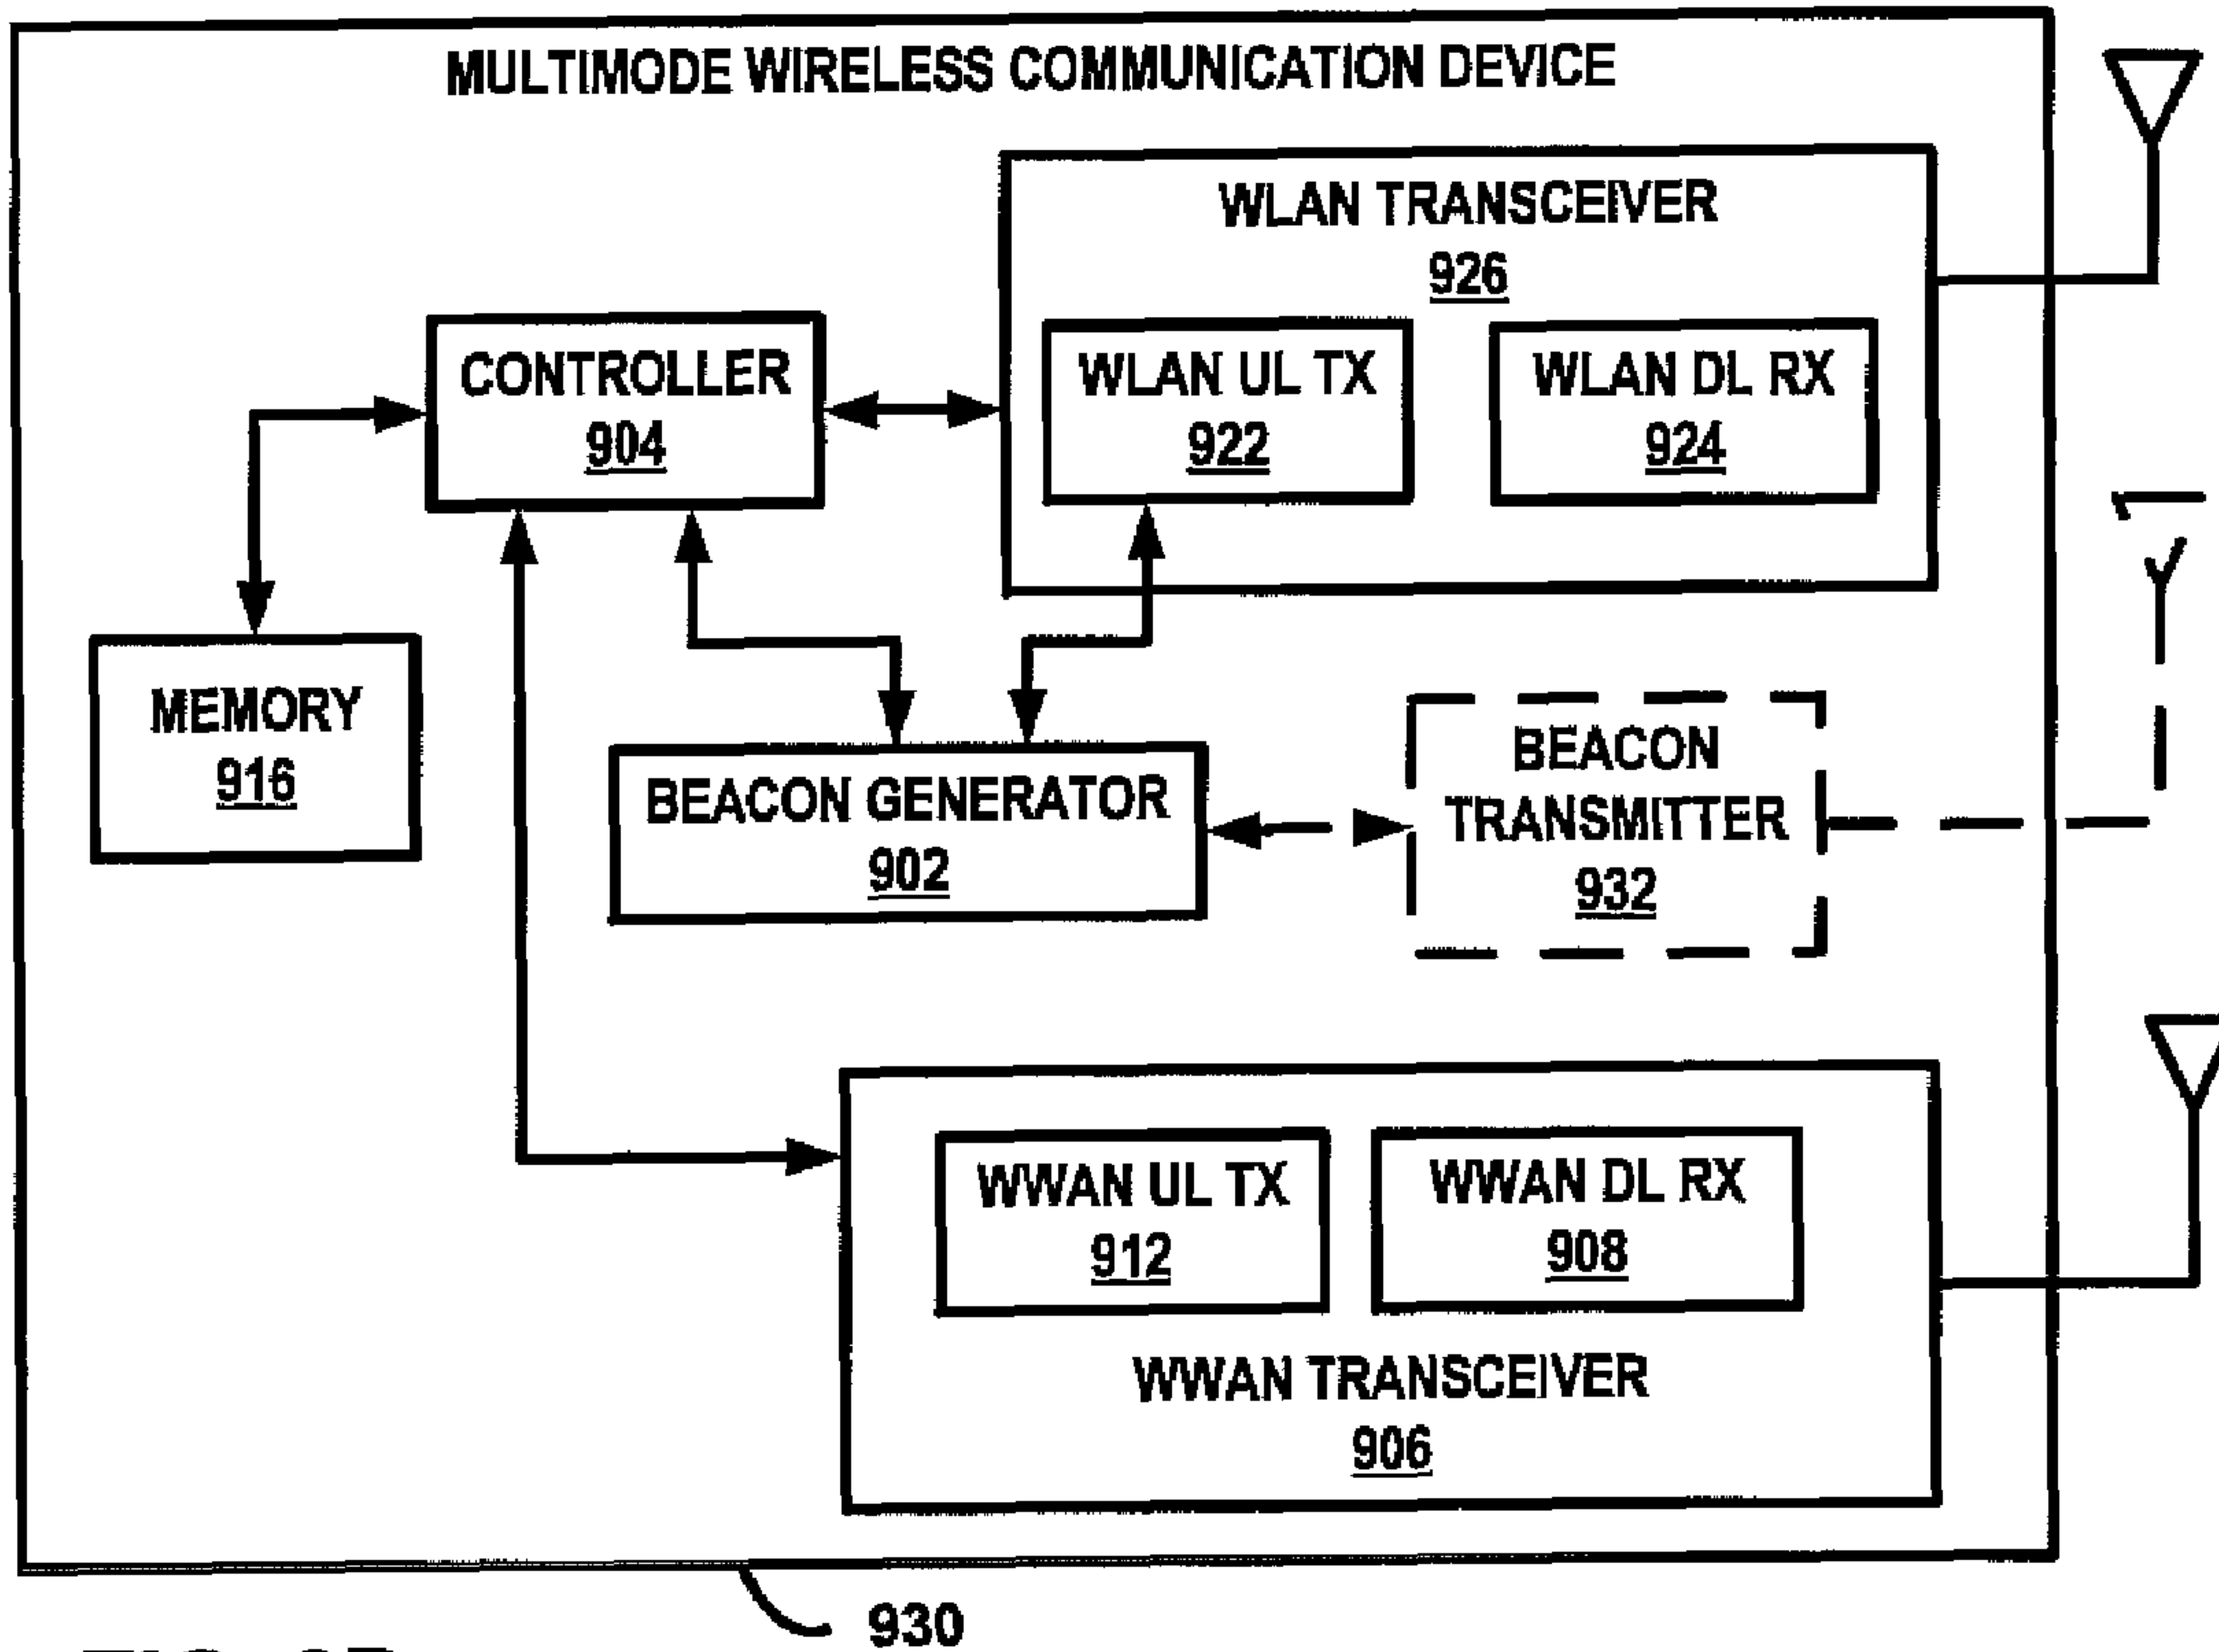 MULTIMODE WIRELESS COMMUNICATION DEVICE
WLAN TRANSCEIVER
926
CONTROLLER
904
WLAN UL TX
922
WLAN DL RX
924
MEMORY
916
BEACON GENERATOR
902
BEACON
TRANSMITTER
932
WWAN UL TX
912
WWAN DL RX
908
WWAN TRANSCEIVER
906
930